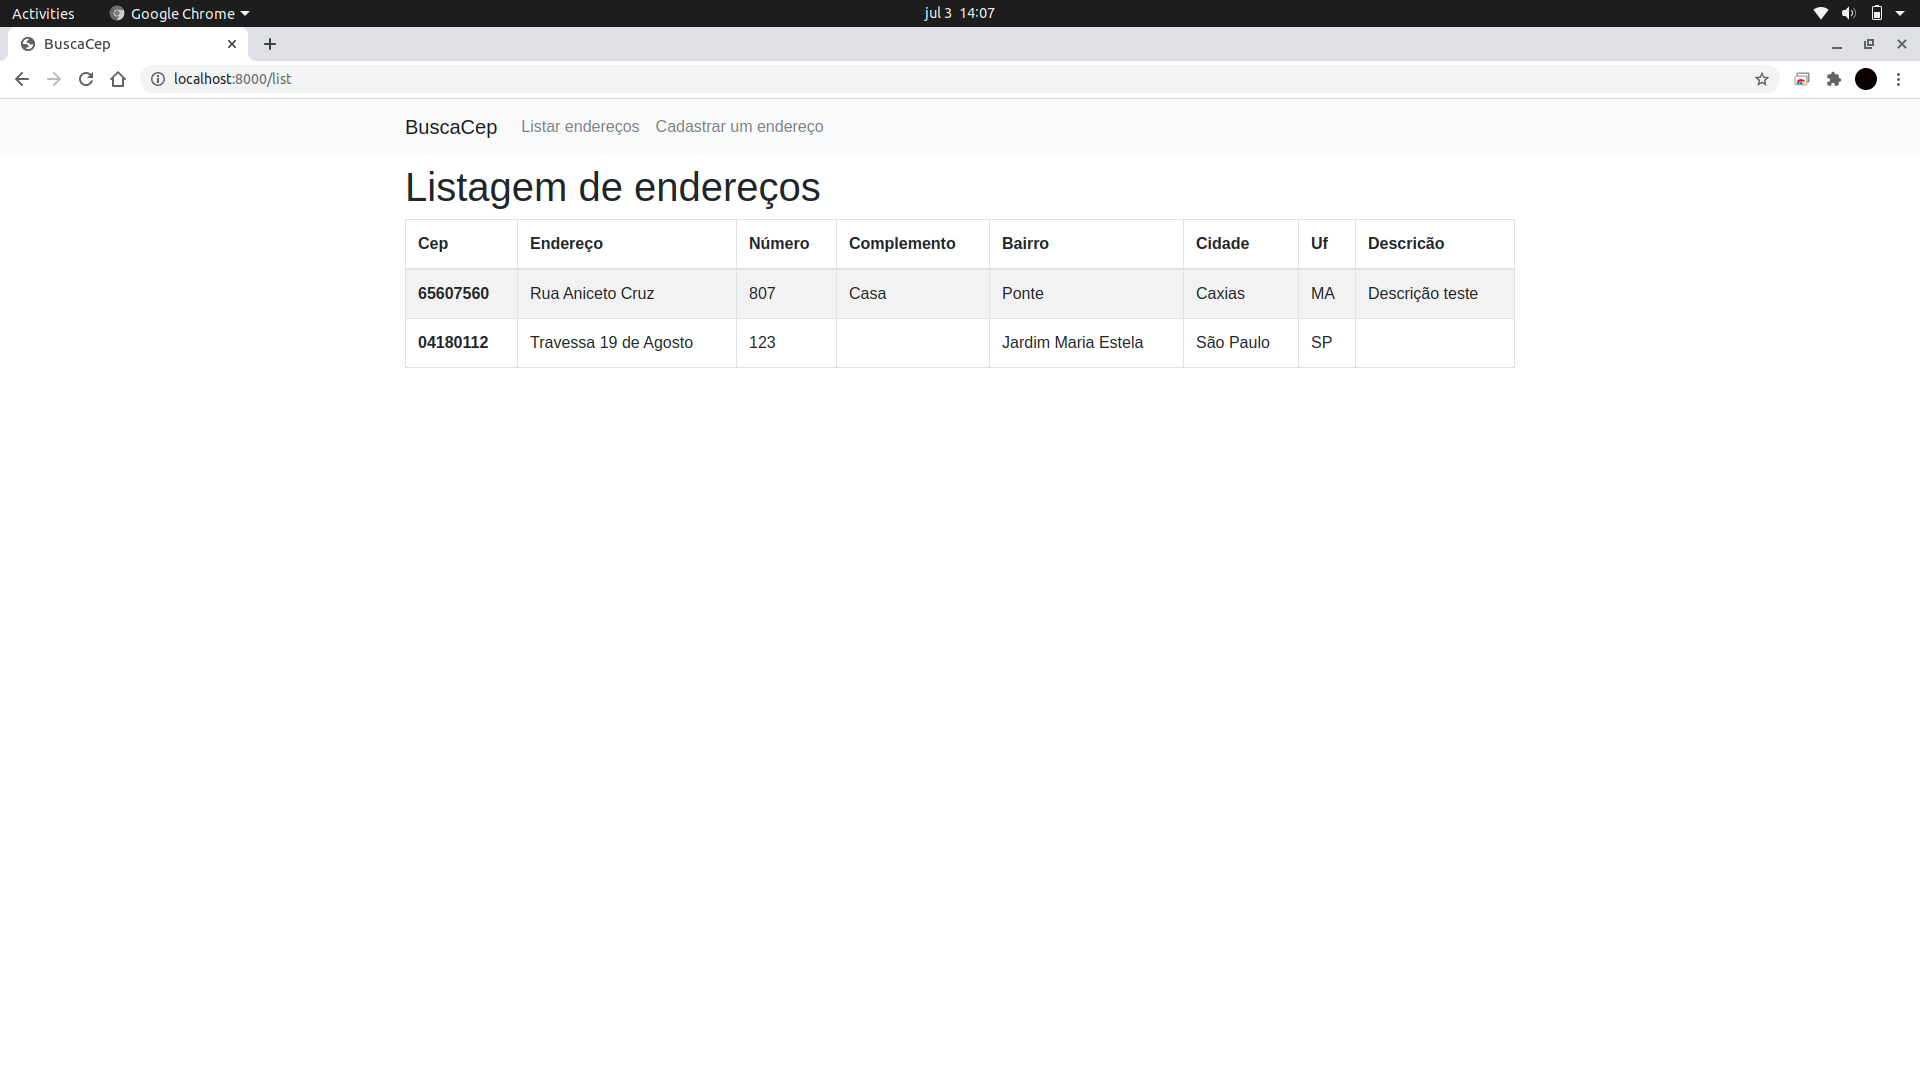 Activities Google Chrome jul 3 14:07
BuscaCep
localhost:8000/list
BuscaCep Listar endereços Cadastrar um endereço
Listagem de endereços
Cep Endereço Número Complemento Bairro Cidade Uf Descricão
65607560 Rua Aniceto Cruz 807 Casa Ponte Caxias MA Descrição teste
04180112 Travessa 19 de Agosto 123 Jardim Maria Estela São Paulo SP